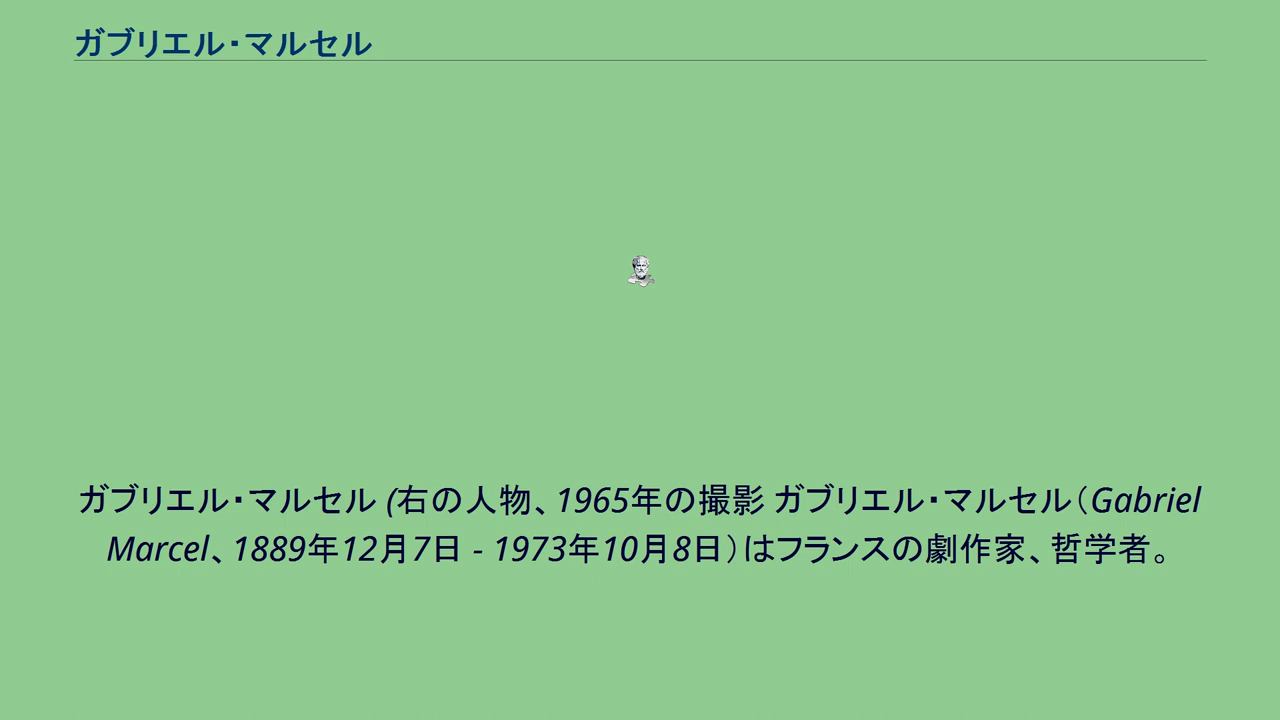 ガブリエル・マルセル
ガブリエル・マルセル (右の人物、1965年の撮影 ガブリエル・マルセル（Gabriel
Marcel、1889年12月7日 - 1973年10月8日）はフランスの劇作家、哲学者。